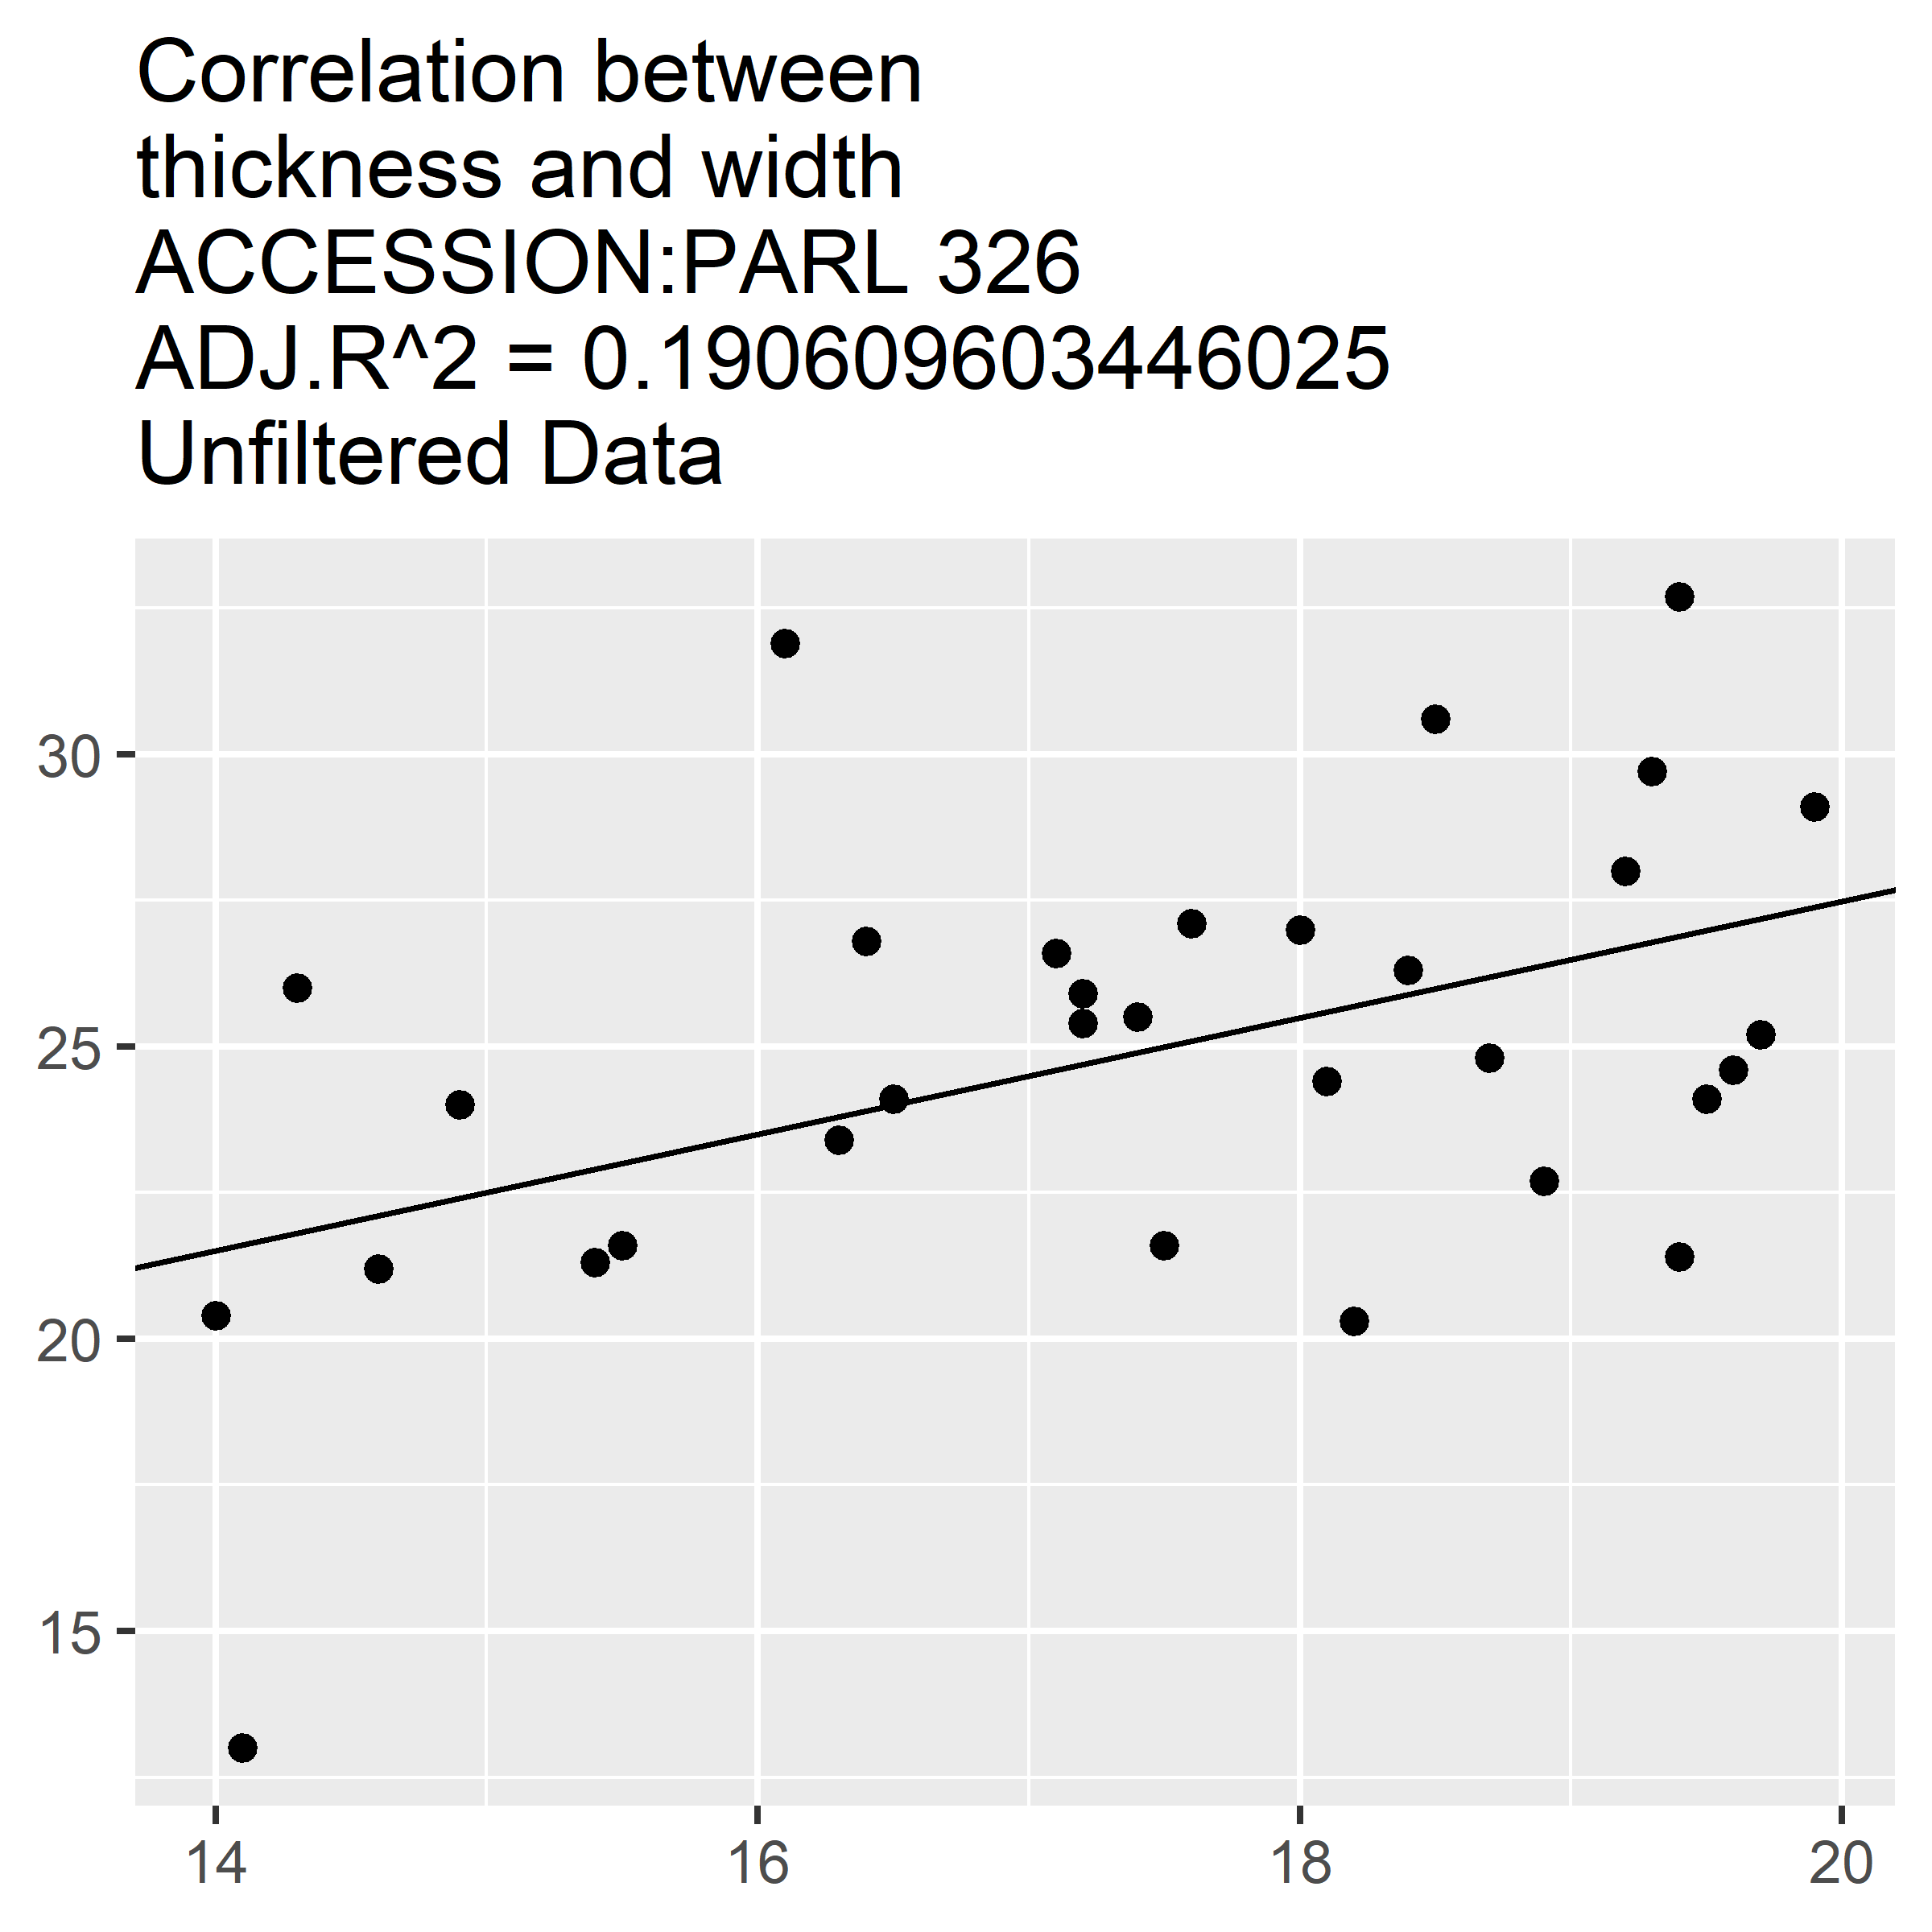 Correlation between
thickness and width
ACCESSION:PARL 326
ADJ.R^2 = 0.190609603446025
Unfiltered Data
30
25
20
15
14 16 18 20